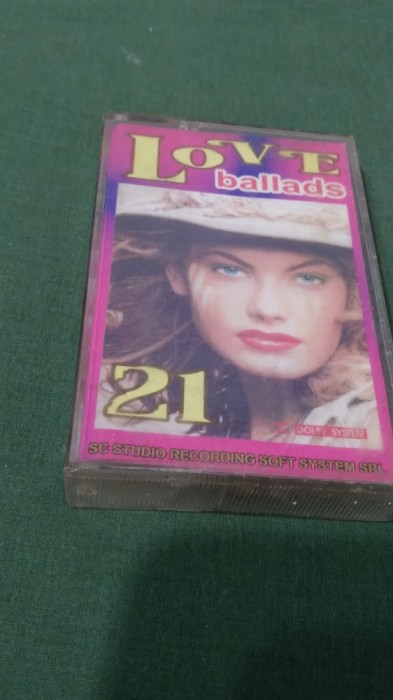 LOVE
ballads
21
DOLBY SYSTEM
SC STUDIO RECORDING SOFT SYSTEM SRL